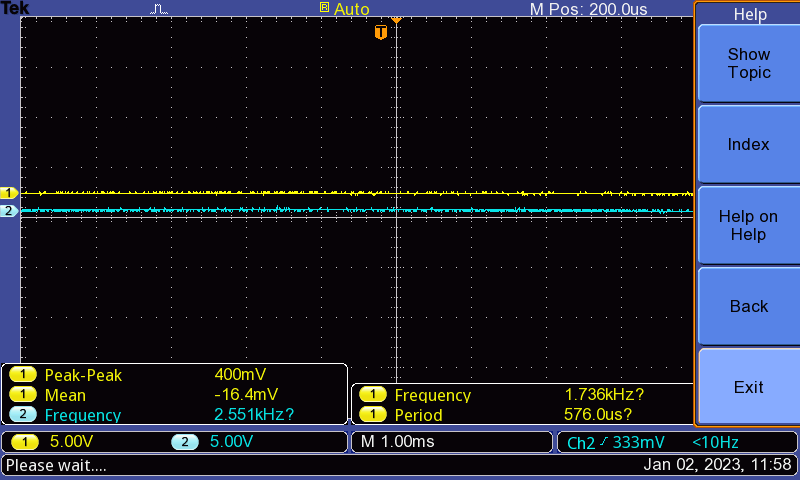 Tek
R Auto
M Pos: 200.0us
T
1
2
Help
Show
Topic
Index
Help on
Help
Back
Exit
1 Peak-Peak 400mV
1 Mean -16.4mV
2 Frequency 2.551kHz?
1 Frequency 1.736kHz?
1 Period 576.0us?
1 5.00V 2 5.00V
M 1.00ms
Ch2 333mV <10Hz
Please wait....
Jan 02, 2023, 11:58